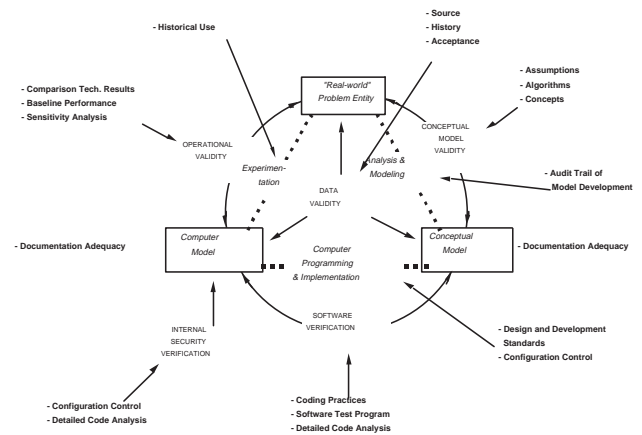 - Source
- History
- Acceptance
- Historical Use
"Real-world"
Problem Entity
- Assumptions
- Algorithms
- Concepts
- Comparison Tech. Results
- Baseline Performance
- Sensitivity Analysis
OPERATIONAL
VALIDITY
CONCEPTUAL
MODEL
VALIDITY
Experimen-
tation
Analysis &
Modeling
DATA
VALIDITY
- Audit Trail of
Model Development
- Documentation Adequacy
Computer
Model
Computer
Programming
& Implementation
Conceptual
Model
- Documentation Adequacy
SOFTWARE
VERIFICATION
INTERNAL
SECURITY
VERIFICATION
- Design and Development
Standards
- Configuration Control
- Configuration Control
- Detailed Code Analysis
- Coding Practices
- Software Test Program
- Detailed Code Analysis